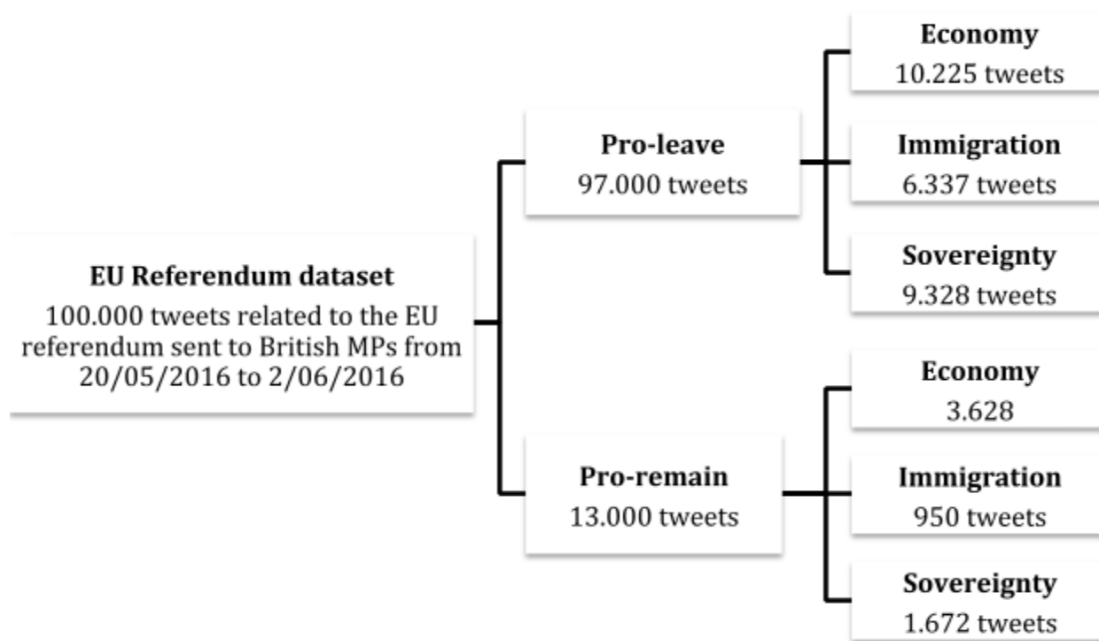 EU Referendum dataset
100.000 tweets related to the EU
referendum sent to British MPs from
20/05/2016 to 2/06/2016
Pro-leave
97.000 tweets
Economy
10.225 tweets
Immigration
6.337 tweets
Sovereignty
9.328 tweets
Pro-remain
13.000 tweets
Economy
3.628
Immigration
950 tweets
Sovereignty
1.672 tweets